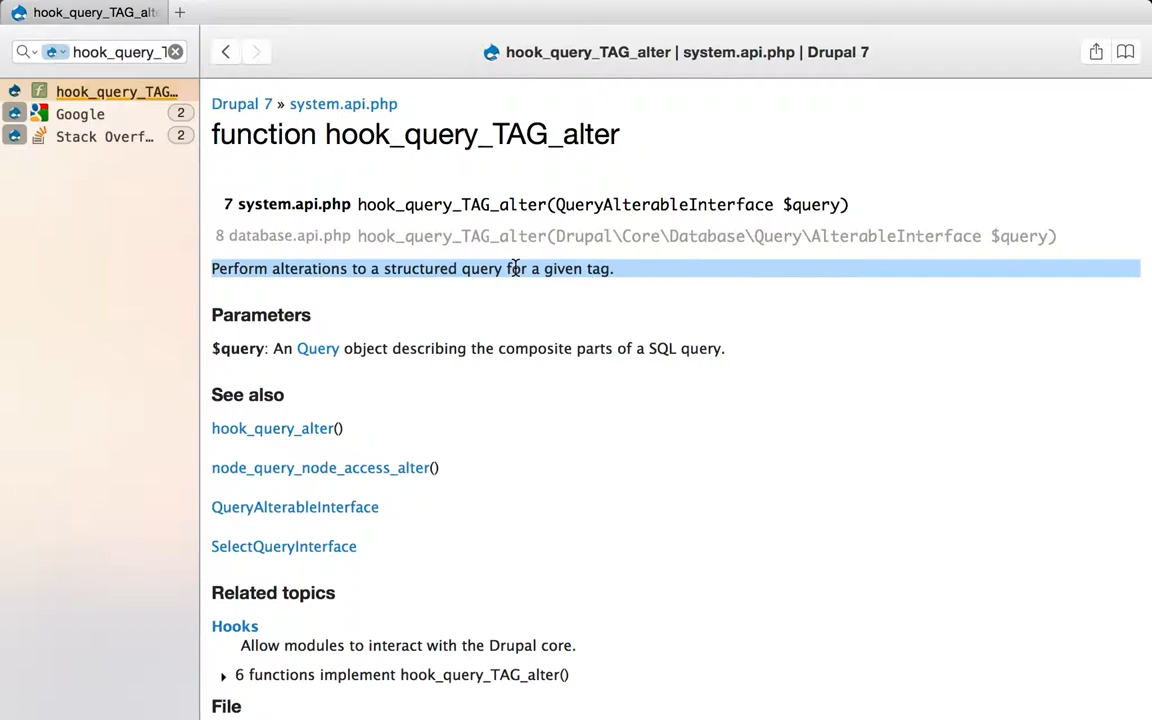 hook_query_TAG_alt
hook_query_T
hook_query_TAG_alter | system.api.php | Drupal 7
hook_query_TAG...
Google 2
Stack Overf... 2
Drupal 7 » system.api.php
function hook_query_TAG_alter
7 system.api.php hook_query_TAG_alter(QueryAlterableInterface $query)
8 database.api.php hook_query_TAG_alter(Drupal\Core\Database\Query\AlterableInterface $query)
Perform alterations to a structured query for a given tag.
Parameters
$query: An Query object describing the composite parts of a SQL query.
See also
hook_query_alter()
node_query_node_access_alter()
QueryAlterableInterface
SelectQueryInterface
Related topics
Hooks
Allow modules to interact with the Drupal core.
6 functions implement hook_query_TAG_alter()
File